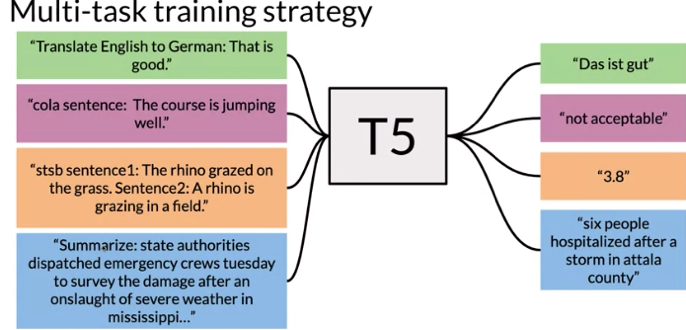 Multi-task training strategy
“Translate English to German: That is
good.”
“cola sentence: The course is jumping
well.”
“stsb sentence1: The rhino grazed on
the grass. Sentence2: A rhino is
grazing in a field.”
“Summarize: state authorities
dispatched emergency crews tuesday
to survey the damage after an
onslaught of severe weather in
mississippi...”
T5
“Das ist gut”
“not acceptable”
“3.8”
“six people
hospitalized after a
storm in attala
county”